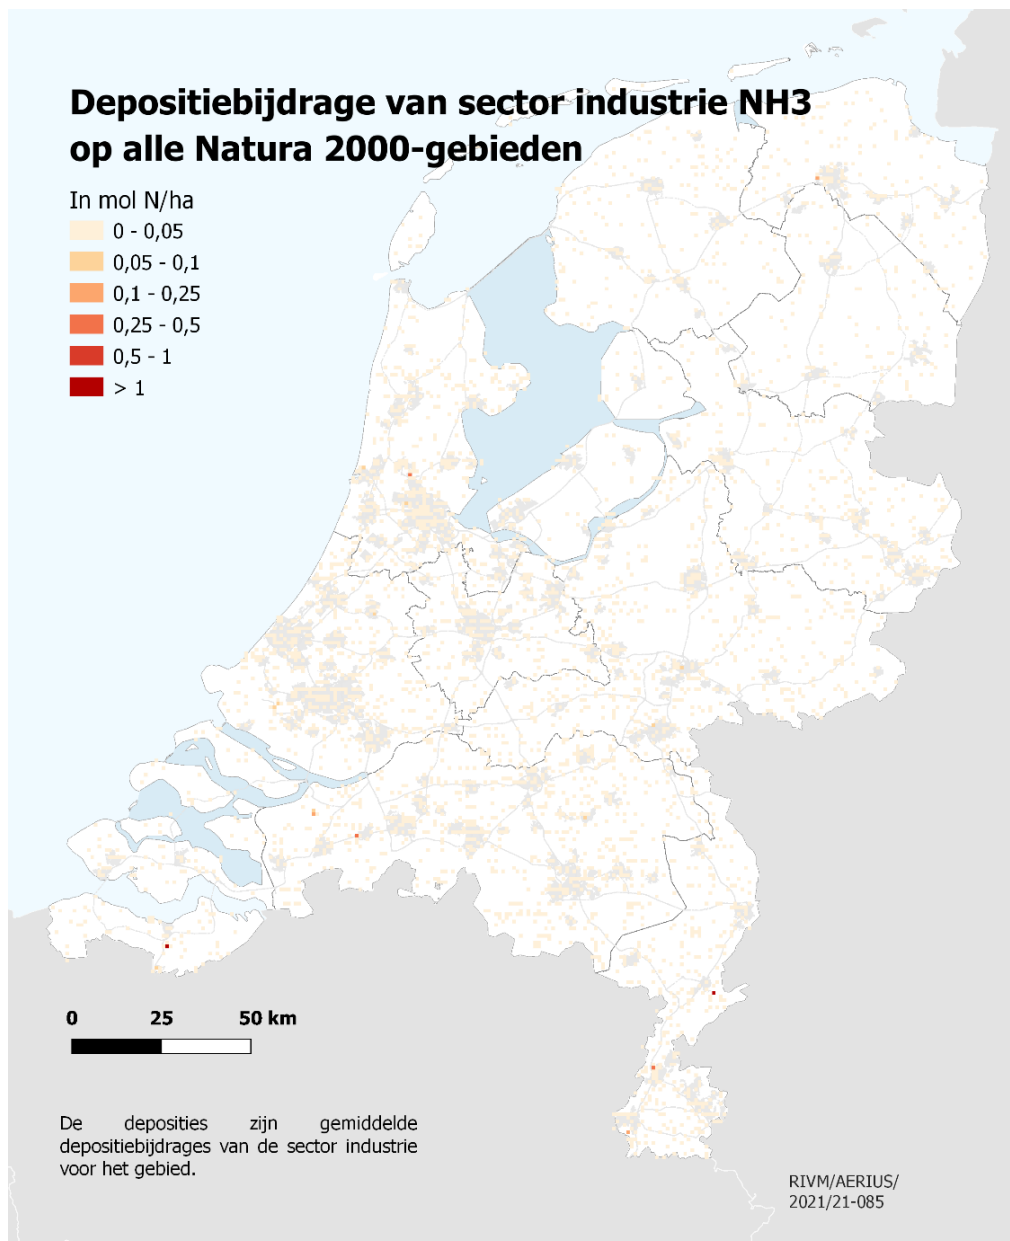 Depositiebijdrage van sector industrie NH3
op alle Natura 2000-gebieden
In mol N/ha
0 - 0,05
0,05 - 0,1
0,1 - 0,25
0,25 - 0,5
0,5 - 1
> 1
0 25 50 km
De deposities zijn gemiddelde
depositiebijdrages van de sector industrie
voor het gebied.
RIVM/AERIUS/
2021/21-085